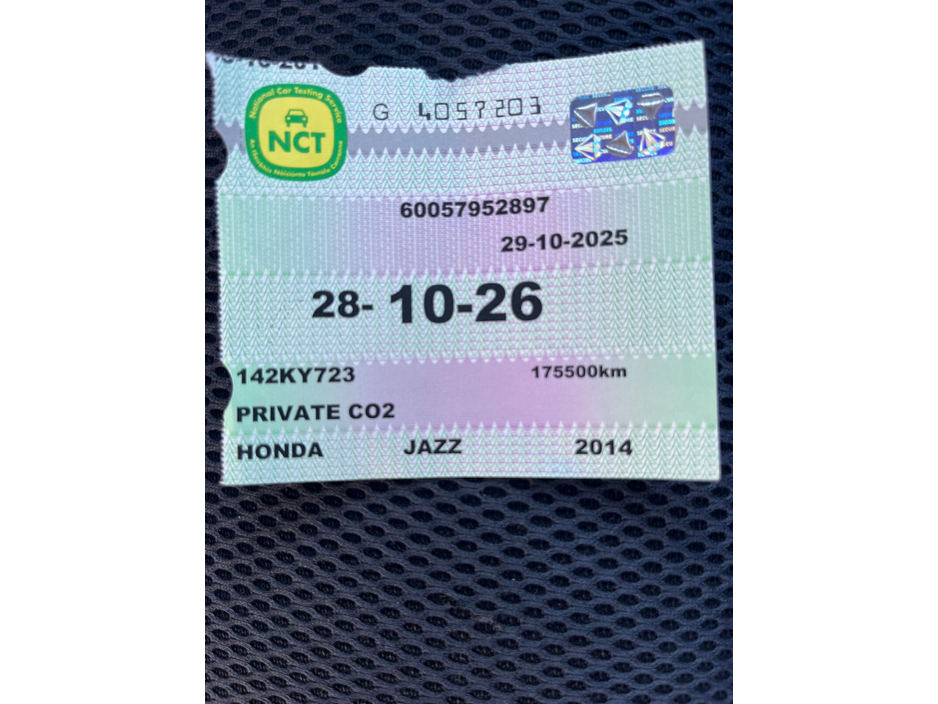 National Car Testing Service
NCT
G 4057203
60057952897
29-10-2025
28- 10-26
142KY723 175500km
PRIVATE CO2
HONDA JAZZ 2014